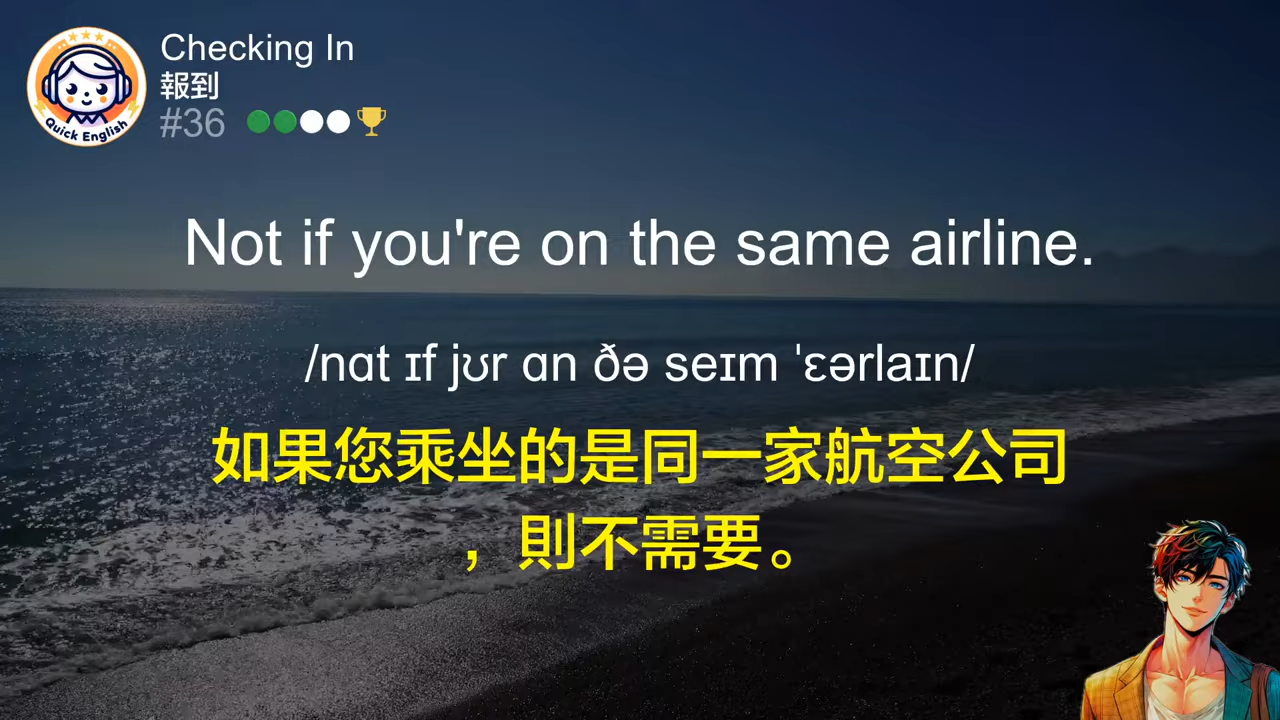 Checking In
報到
#36
Quick English
Not if you're on the same airline.
/nɑt ɪf jʊr ɑn ðə seɪm ˈɛərlaɪn/
如果您乘坐的是同一家航空公司
，則不需要。